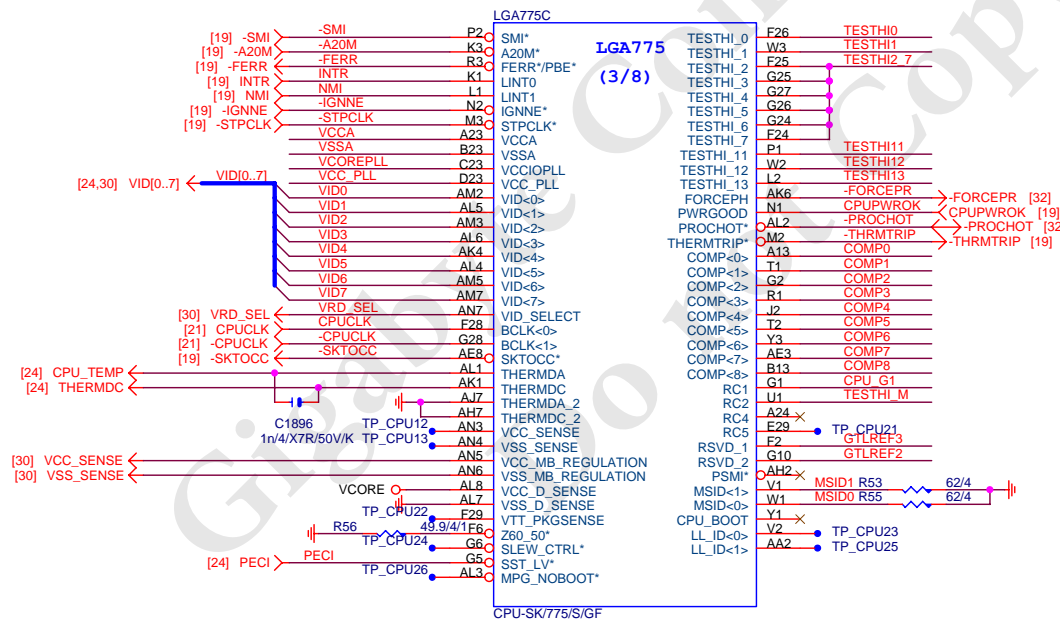 LGA775C
LGA775
(3/8)
[19] -SMI -SMI P2 SMI* TESTHI_0 F26 TESTHI0
[19] -A20M -A20M K3 A20M* TESTHI_1 W3 TESTHI1
[19] -FERR -FERR R3 FERR*/PBE* TESTHI_2 F25 TESTHI2_7
[19] INTR INTR K1 LINT0 TESTHI_3 G25
[19] NMI NMI L1 LINT1 TESTHI_4 G27
[19] -IGNNE -IGNNE N2 IGNNE* TESTHI_5 G26
[19] -STPCLK -STPCLK M3 STPCLK* TESTHI_6 G24
VCCA A23 VCCA TESTHI_7 F24
VSSA B23 VSSA TESTHI_11 P1 TESTHI11
VCOREPLL C23 VCCIOPLL TESTHI_12 W2 TESTHI12
VCC_PLL D23 VCC_PLL TESTHI_13 L2 TESTHI13
[24,30] VID[0..7] VID[0..7]
VID0 AM2 VID<0> FORCEPH AK6 -FORCEPR -FORCEPR [32]
VID1 AL5 VID<1> PWRGOOD N1 CPUPWROK CPUPWROK [19]
VID2 AM3 VID<2> PROCHOT* AL2 -PROCHOT -PROCHOT [32
VID3 AL6 VID<3> THERMTRIP* M2 -THRMTRIP -THRMTRIP [19]
VID4 AK4 VID<4> COMP<0> A13 COMP0
VID5 AL4 VID<5> COMP<1> T1 COMP1
VID6 AM5 VID<6> COMP<2> G2 COMP2
VID7 AM7 VID<7> COMP<3> R1 COMP3
[30] VRD_SEL VRD_SEL AN7 VID_SELECT COMP<4> J2 COMP4
[21] CPUCLK CPUCLK F28 BCLK<0> COMP<5> T2 COMP5
[21] -CPUCLK -CPUCLK G28 BCLK<1> COMP<6> Y3 COMP6
[19] -SKTOCC -SKTOCC AE8 SKTOCC* COMP<7> AE3 COMP7
[24] CPU_TEMP AL1 THERMDA COMP<8> B13 COMP8
[24] THERMDC AK1 THERMDC RC1 G1 CPU_G1
AJ7 THERMDA_2 RC2 U1 TESTHI_M
C1896 AH7 THERMDC_2 RC4 A24
1n/4/X7R/50V/K
TP_CPU12 AN3 VCC_SENSE RC5 E29 TP_CPU21
TP_CPU13 AN4 VSS_SENSE RSVD_1 F2 GTLREF3
[30] VCC_SENSE AN5 VCC_MB_REGULATION RSVD_2 G10 GTLREF2
[30] VSS_SENSE AN6 VSS_MB_REGULATION PSMI* AH2
VCORE AL8 VCC_D_SENSE MSID<1> V1 MSID1 R53 62/4
AL7 VSS_D_SENSE MSID<0> W1 MSID0 R55 62/4
TP_CPU22 F29 VTT_PKGSENSE CPU_BOOT Y1
R56 49.9/4/1 F6 Z60_50* LL_ID<0> V2 TP_CPU23
TP_CPU24 G6 SLEW_CTRL* LL_ID<1> AA2 TP_CPU25
[24] PECI PECI G5 SST_LV*
TP_CPU26 AL3 MPG_NOBOOT*
CPU-SK/775/S/GF
Gigabyte Con
Do not Cop